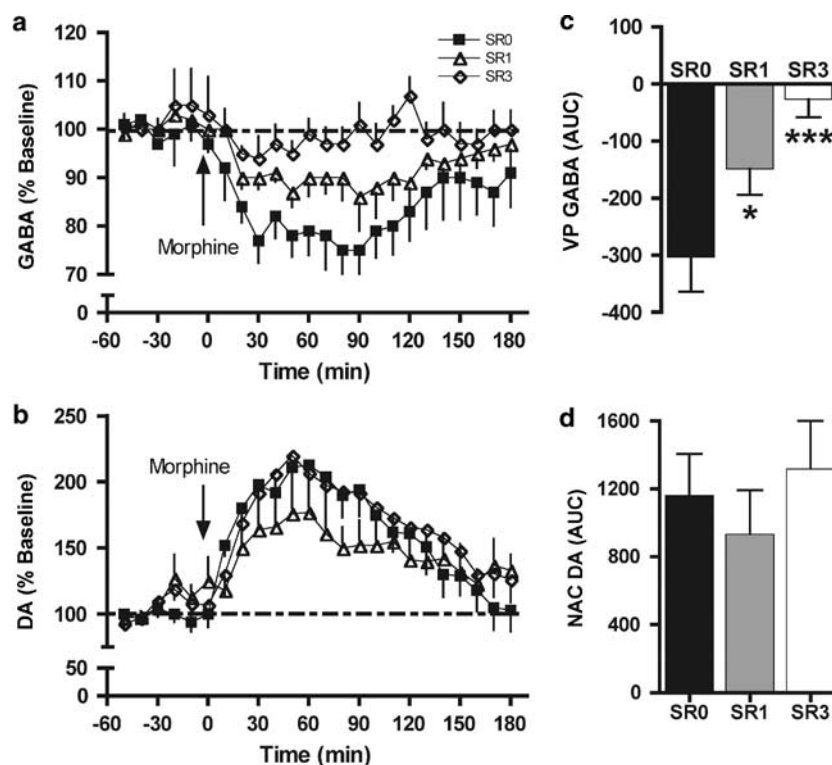 a
120
110
100
90
80
70
0
GABA (% Baseline)
SR0
SR1
SR3
Morphine
-60 -30 0 30 60 90 120 150 180
Time (min)
b
250
200
150
100
50
0
DA (% Baseline)
Morphine
-60 -30 0 30 60 90 120 150 180
Time (min)
c
100
0
-100
-200
-300
-400
VP GABA (AUC)
SR0 SR1 SR3
*
***
d
1600
1200
800
400
0
NAC DA (AUC)
SR0 SR1 SR3